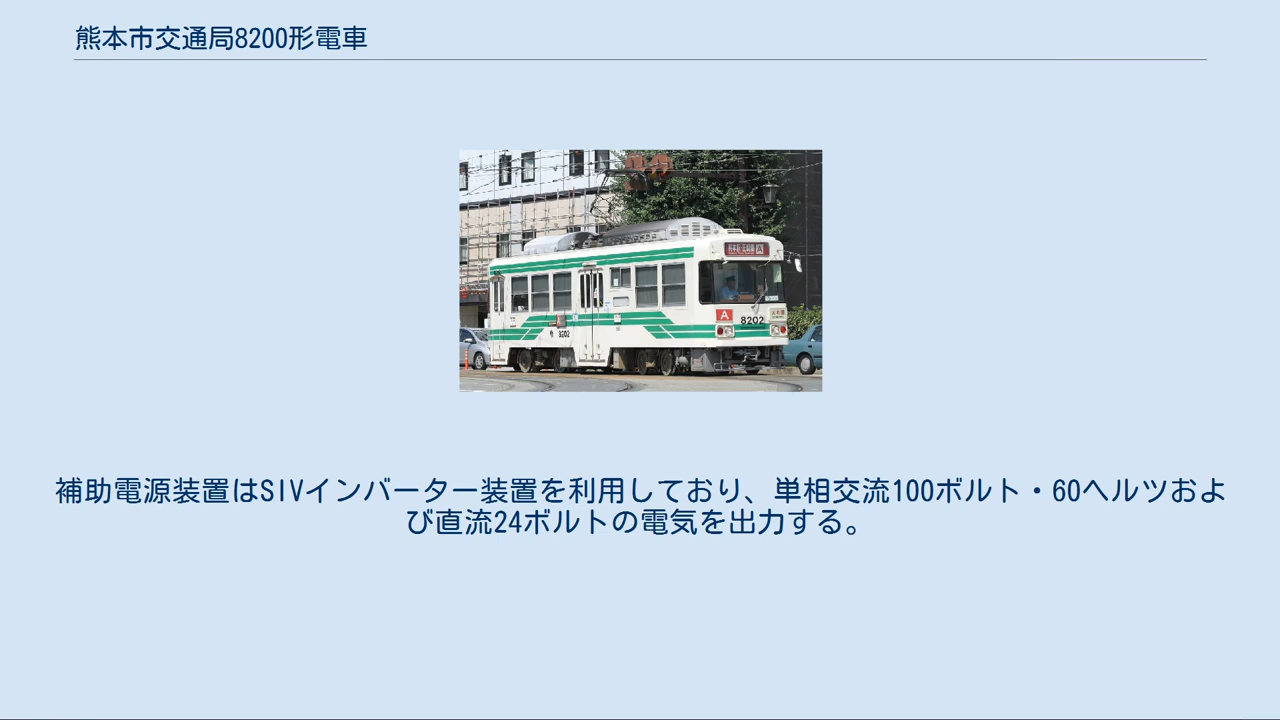 熊本市交通局8200形電車
A
8202
8202
補助電源装置はSIVインバーター装置を利用しており、単相交流100ボルト・60ヘルツおよ
び直流24ボルトの電気を出力する。